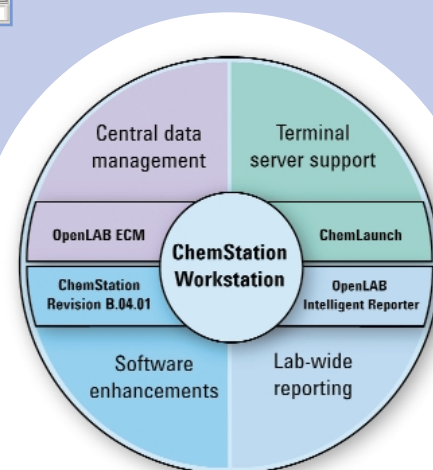 Central data
management
Terminal
server support
OpenLAB ECM
ChemStation
Workstation
ChemLaunch
ChemStation
Revision B.04.01
OpenLAB
Intelligent Reporter
Software
enhancements
Lab-wide
reporting